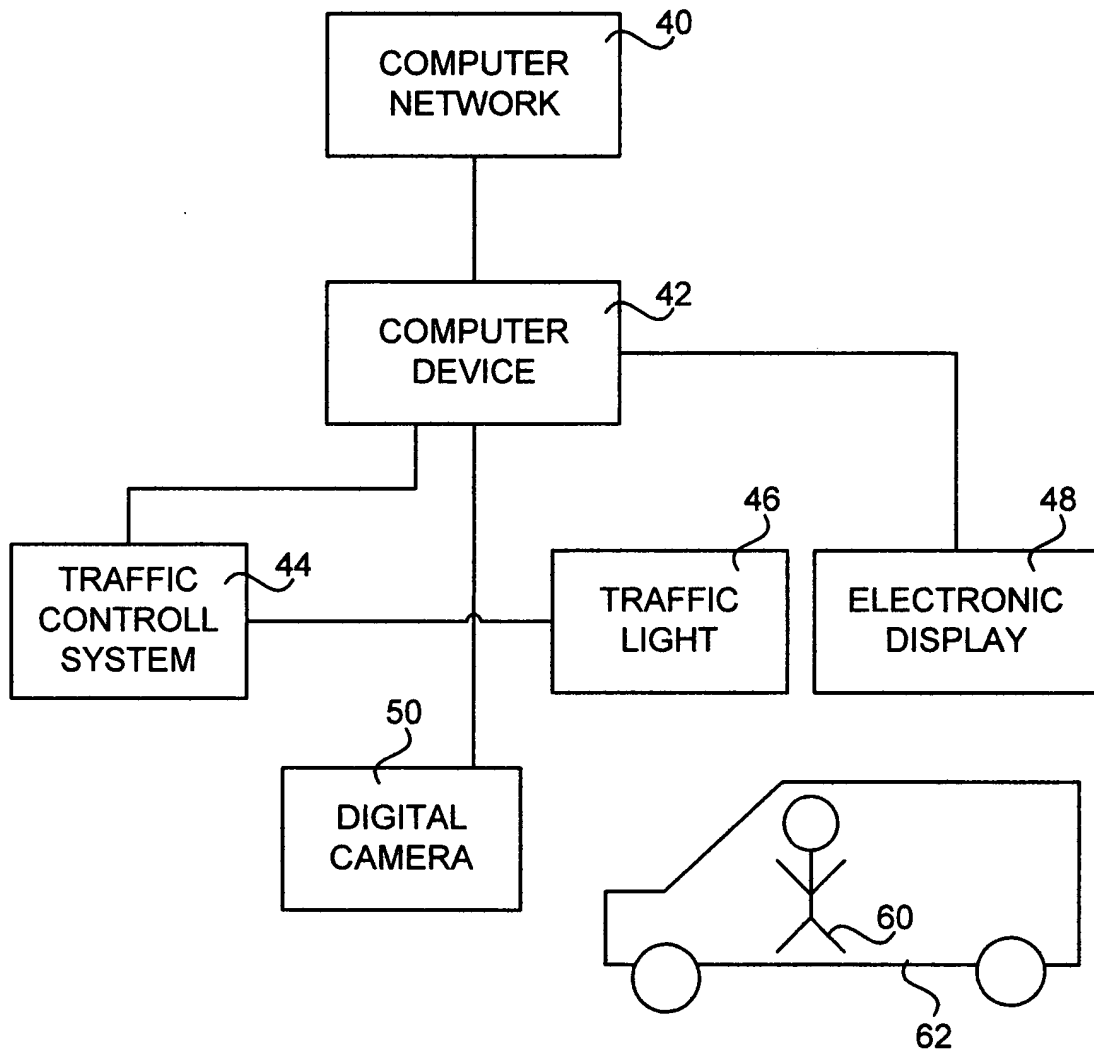 40
COMPUTER
NETWORK
42
COMPUTER
DEVICE
44
TRAFFIC
CONTROLL
SYSTEM
46
TRAFFIC
LIGHT
48
ELECTRONIC
DISPLAY
50
DIGITAL
CAMERA
60
62